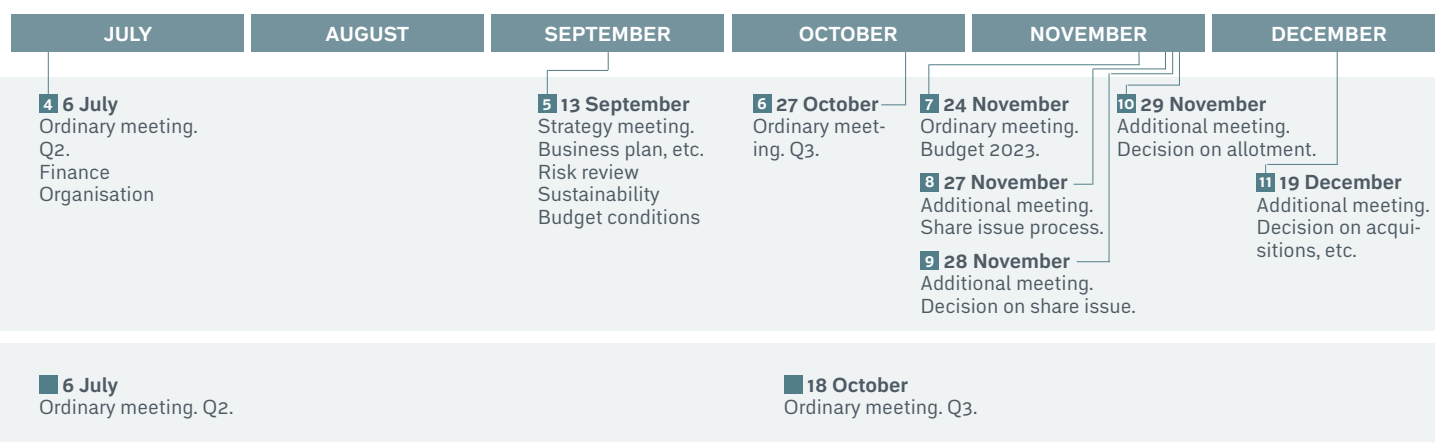 JULY
AUGUST
SEPTEMBER
OCTOBER
NOVEMBER
DECEMBER
4 6 July
Ordinary meeting.
Q2.
Finance
Organisation
5 13 September
Strategy meeting.
Business plan, etc.
Risk review
Sustainability
Budget conditions
6 27 October
Ordinary meet-
ing. Q3.
7 24 November
Ordinary meeting.
Budget 2023.
8 27 November
Additional meeting.
Share issue process.
9 28 November
Additional meeting.
Decision on share issue.
10 29 November
Additional meeting.
Decision on allotment.
11 19 December
Additional meeting.
Decision on acqui-
sitions, etc.
6 July
Ordinary meeting. Q2.
18 October
Ordinary meeting. Q3.